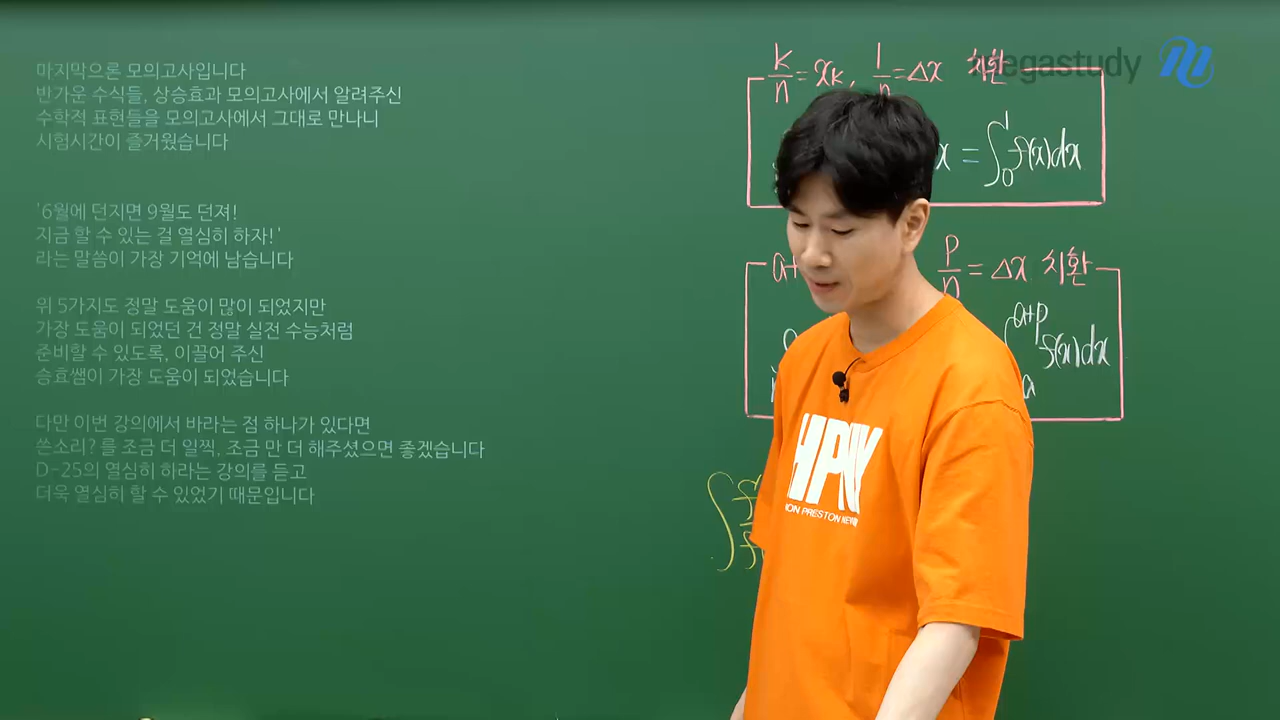 마지막으론 모의고사입니다
반가운 수식들, 상승효과 모의고사에서 알려주신
수학적 표현들을 모의고사에서 그대로 만나니
시험시간이 즐거웠습니다
'6월에 던지면 9월도 던져!
지금 할 수 있는 걸 열심히 하자!'
라는 말씀이 가장 기억에 남습니다
위 5가지도 정말 도움이 많이 되었지만
가장 도움이 되었던 건 정말 실전 수능처럼
준비할 수 있도록, 이끌어 주신
승효쌤이 가장 도움이 되었습니다
다만 이번 강의에서 바라는 점 하나가 있다면
쓴소리? 를 조금 더 일찍, 조금 만 더 해주셨으면 좋겠습니다
D-25의 열심히 하라는 강의를 듣고
더욱 열심히 할 수 있었기 때문입니다
k/n = xₖ, 1/n = Δx 치환
megastudy
x = ∫₀¹ f(x)dx
a+ p/n = Δx 치환
∫ₐᵃ⁺ᵖ f(x)dx
∫
HPNY
ION PRESTON NEW